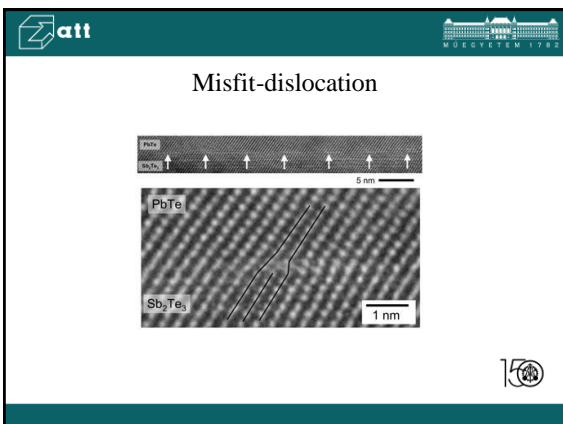 att
MŰEGYETEM 1782
Misfit-dislocation
PbTe
Sb₂Te₃
5 nm
PbTe
Sb₂Te₃
1 nm
150